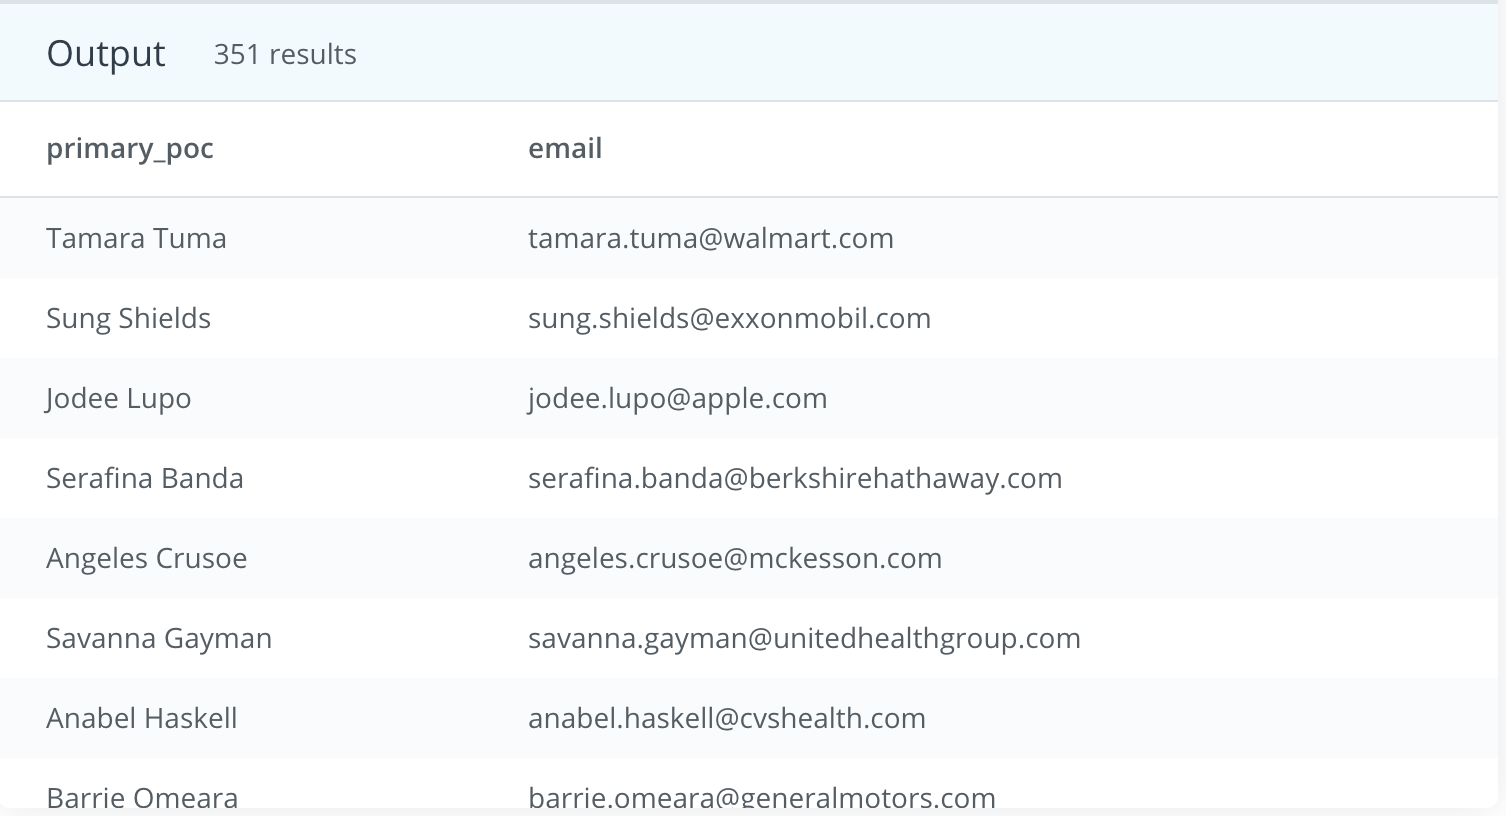 Output 351 results
primary_poc email
Tamara Tuma tamara.tuma@walmart.com
Sung Shields sung.shields@exxonmobil.com
Jodee Lupo jodee.lupo@apple.com
Serafina Banda serafina.banda@berkshirehathaway.com
Angeles Crusoe angeles.crusoe@mckesson.com
Savanna Gayman savanna.gayman@unitedhealthgroup.com
Anabel Haskell anabel.haskell@cvshealth.com
Barrie Omeara barrie.omeara@generalmotors.com